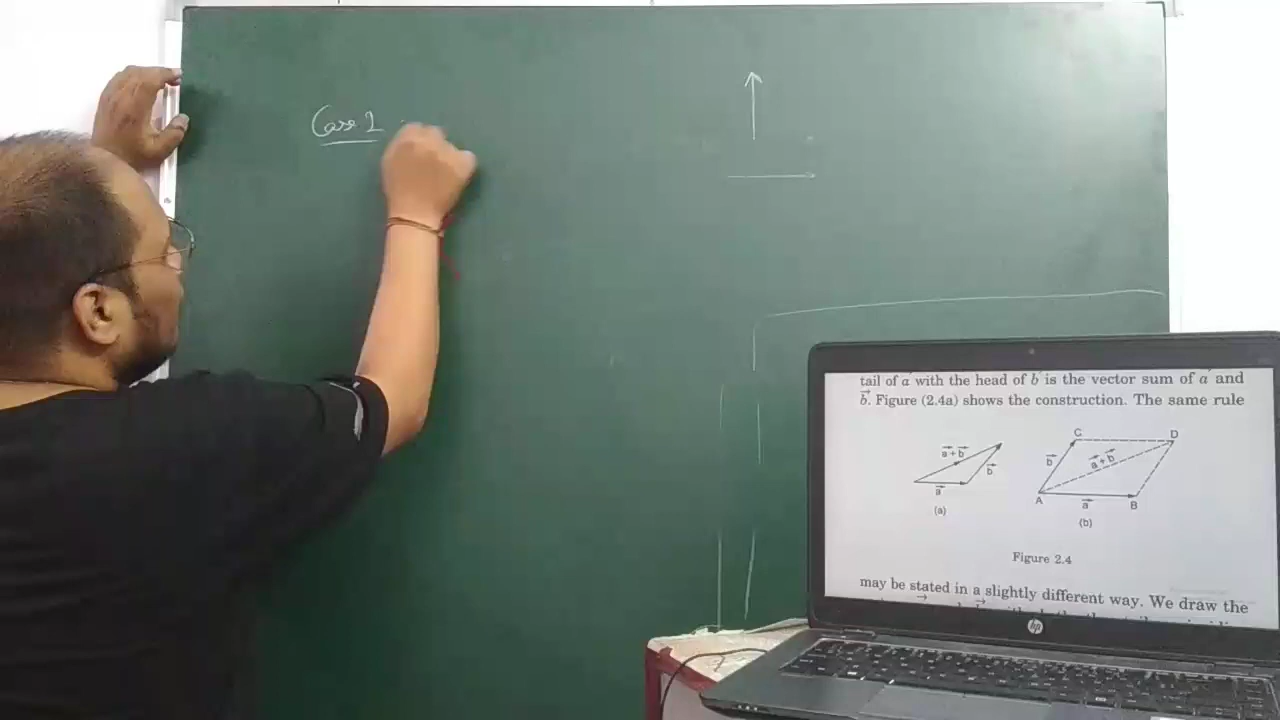 Case 1
tail of a⃗ with the head of b⃗ is the vector sum of a⃗ and
b⃗. Figure (2.4a) shows the construction. The same rule
a⃗+b⃗
b⃗
a⃗
(a)
C D
b⃗ a⃗+b⃗
A a⃗ B
(b)
Figure 2.4
may be stated in a slightly different way. We draw the
hp